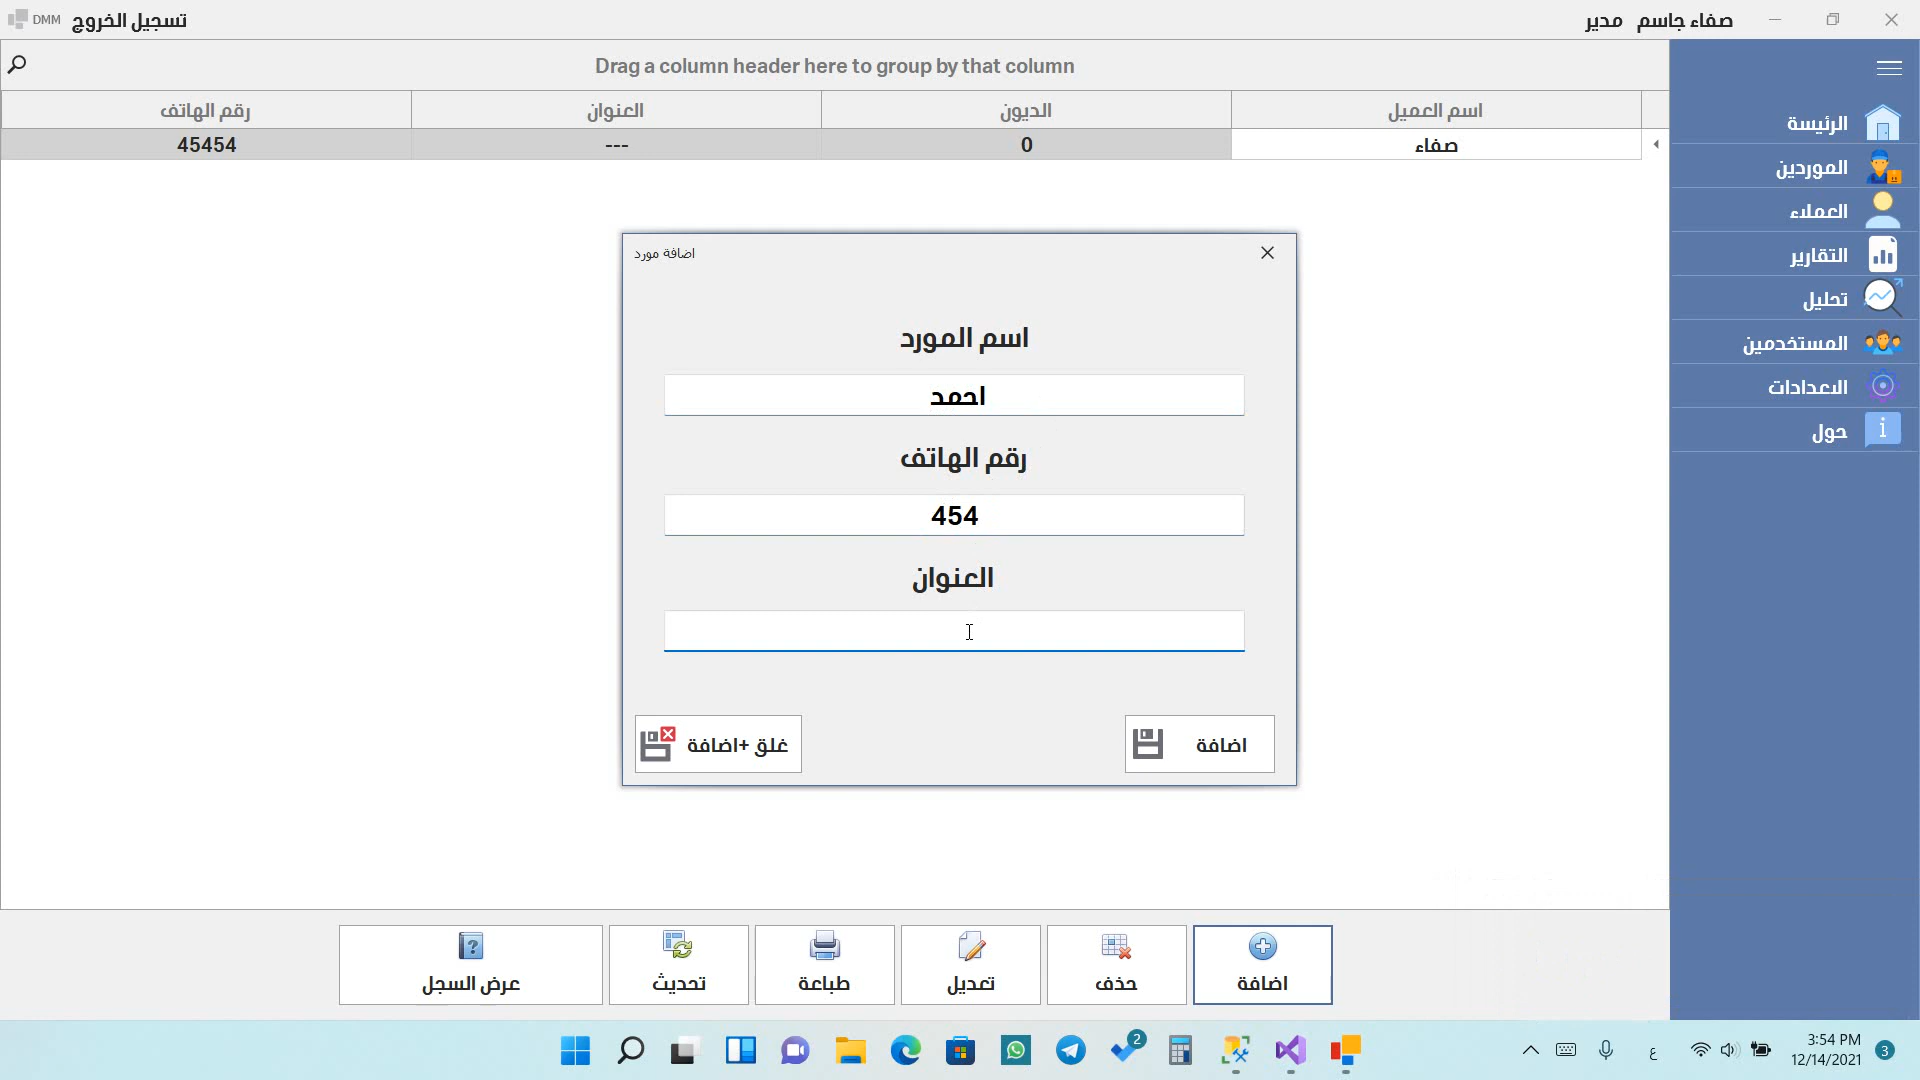 صفاء جاسم مدير
DMM تسجيل الخروج
Drag a column header here to group by that column
اسم العميل الديون العنوان رقم الهاتف
صفاء 0 --- 45454
الرئيسة
الموردين
العملاء
التقارير
تحليل
المستخدمين
الاعدادات
حول
اضافة مورد
اسم المورد
احمد
رقم الهاتف
454
العنوان
اضافة
غلق +اضافة
اضافة
حذف
تعديل
طباعة
تحديث
عرض السجل
2
ع
3:54 PM
12/14/2021
3